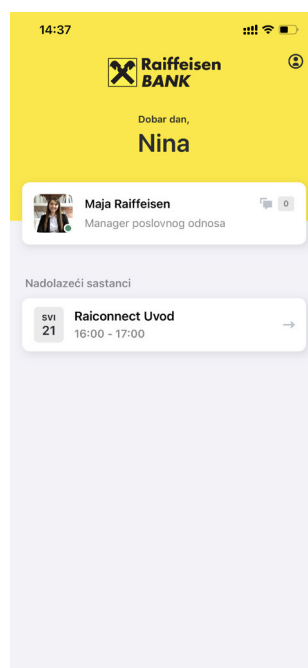 14:37
Raiffeisen
BANK
Dobar dan,
Nina
Maja Raiffeisen
0
Manager poslovnog odnosa
Nadolazeći sastanci
SVI
21
Raiconnect Uvod
16:00 - 17:00